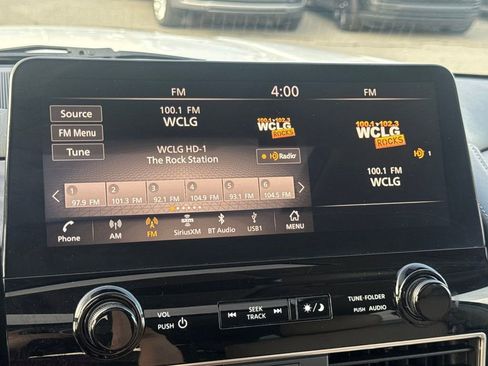 FM 4:00 FM
Source
FM Menu
Tune
100.1 FM
WCLG
100.1 • 102.3
WCLG
ROCKS
WCLG HD-1
The Rock Station
HD Radio
1 2 3 4 5 6
97.9 FM 101.3 FM 92.1 FM 104.9 FM 93.1 FM 104.5 FM
Phone AM FM SiriusXM BT Audio USB1 MENU
100.1 • 102.3
WCLG
ROCKS
HD 1
100.1 FM
WCLG
VOL
PUSH
SEEK
TRACK
TUNE•FOLDER
PUSH AUDIO